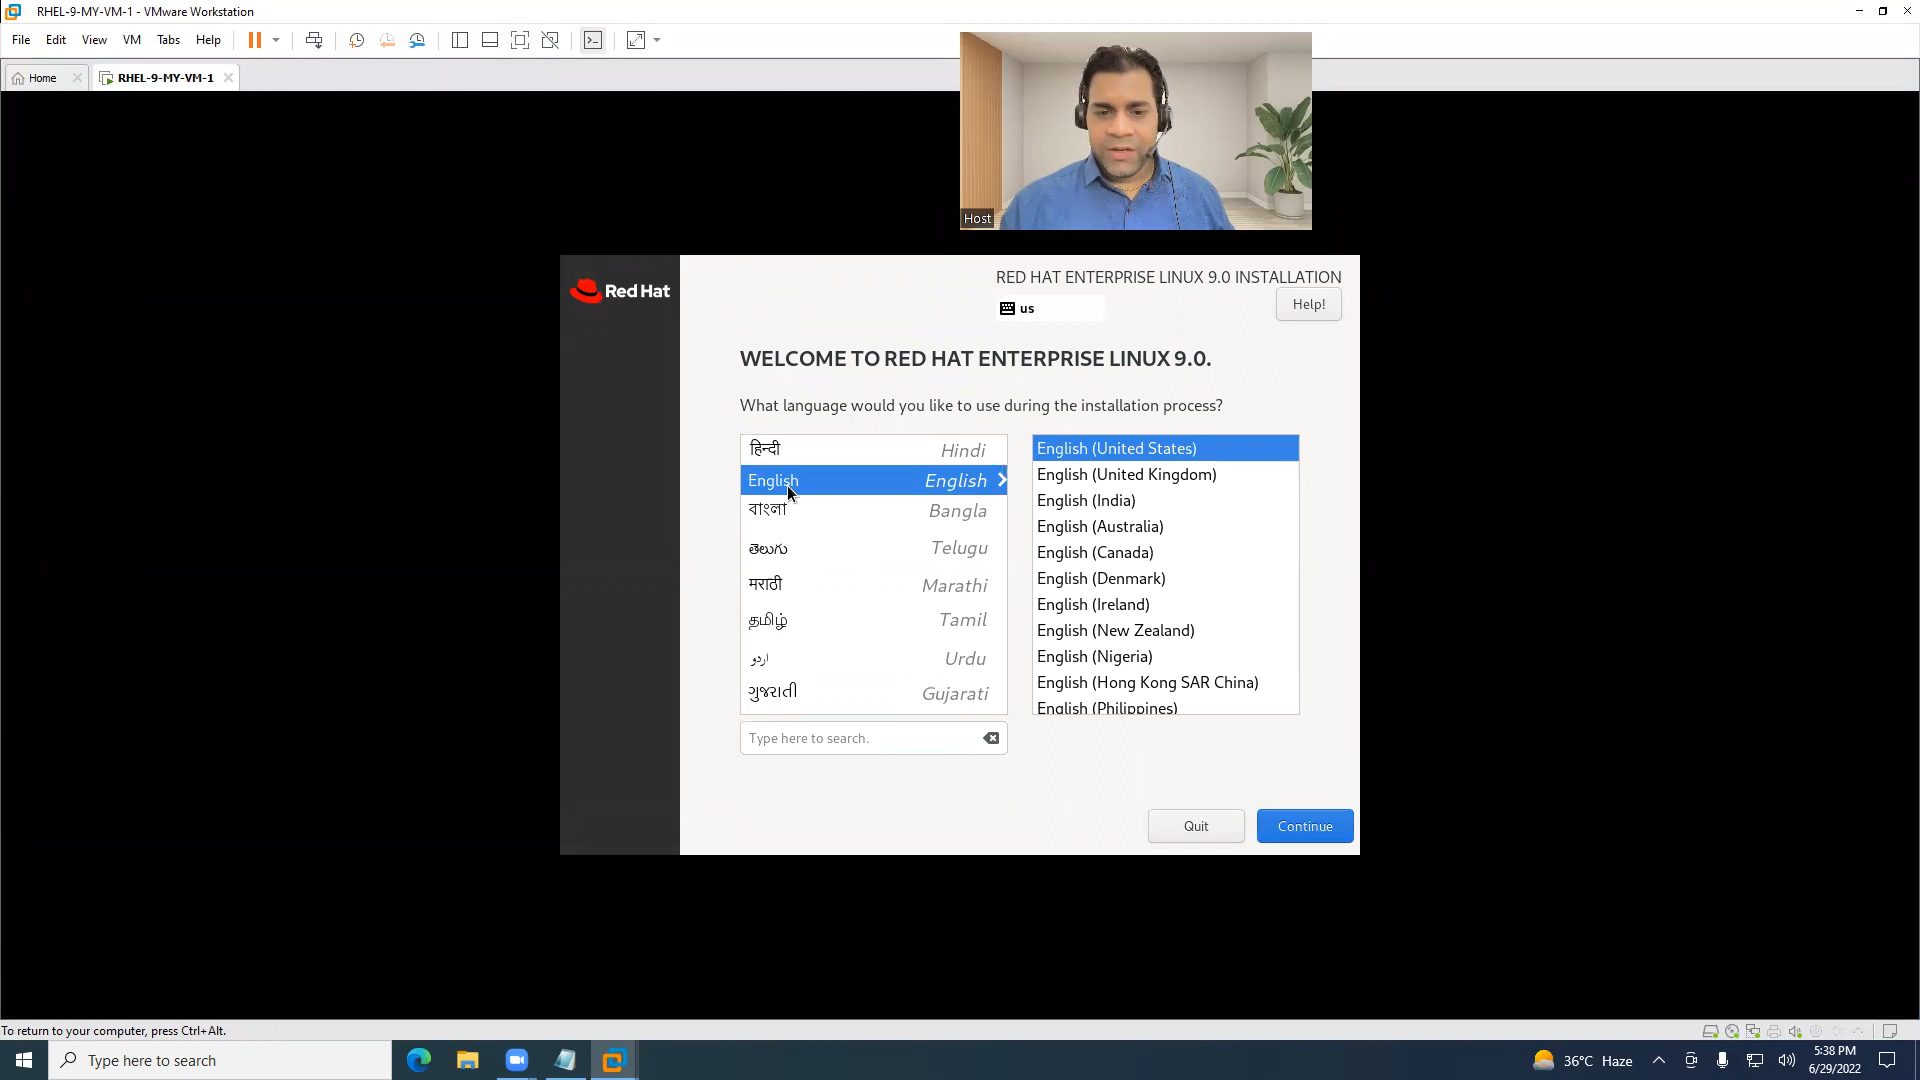 RHEL-9-MY-VM-1 - VMware Workstation
File Edit View VM Tabs Help
Home RHEL-9-MY-VM-1
Host
Red Hat
RED HAT ENTERPRISE LINUX 9.0 INSTALLATION
us
Help!
WELCOME TO RED HAT ENTERPRISE LINUX 9.0.
What language would you like to use during the installation process?
हिन्दी Hindi
English English
বাংলা Bangla
తెలుగు Telugu
मराठी Marathi
தமிழ் Tamil
اردو Urdu
ગુજરાતી Gujarati
Type here to search.
English (United States)
English (United Kingdom)
English (India)
English (Australia)
English (Canada)
English (Denmark)
English (Ireland)
English (New Zealand)
English (Nigeria)
English (Hong Kong SAR China)
English (Philippines)
Quit Continue
To return to your computer, press Ctrl+Alt.
Type here to search
36°C Haze
5:38 PM
6/29/2022